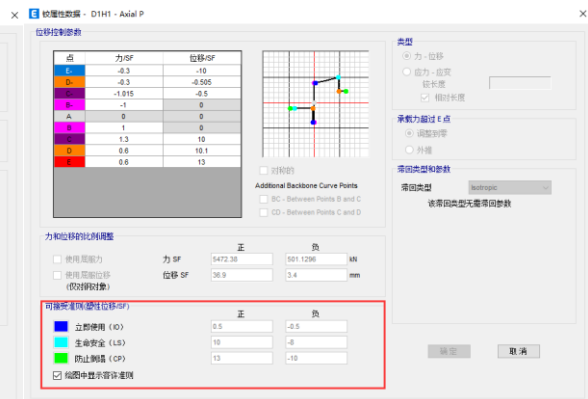 铰属性数据 - D1H1 - Axial P
位移控制参数
点 力/SF 位移/SF
E- -0.3 -10
D- -0.3 -0.505
C- -1.015 -0.5
B- -1 0
A 0 0
B 1 0
C 1.3 10
D 0.6 10.1
E 0.6 13
对称的
Additional Backbone Curve Points
BC - Between Points B and C
CD - Between Points C and D
力和位移的比例调整
正 负
使用屈服力 力 SF 5472.38 501.1296 kN
使用屈服位移 位移 SF 36.9 3.4 mm
(仅对钢对象)
可接受准则(塑性位移/SF)
正 负
立即使用 (IO) 0.5 -0.5
生命安全 (LS) 10 -8
防止倒塌 (CP) 13 -10
绘图中显示容许准则
类型
力 - 位移
应力 - 应变
铰长度
相对长度
承载力超过 E 点
调整到零
外推
滞回类型和参数
滞回类型 Isotropic
该滞回类型无需滞回参数
确定 取消